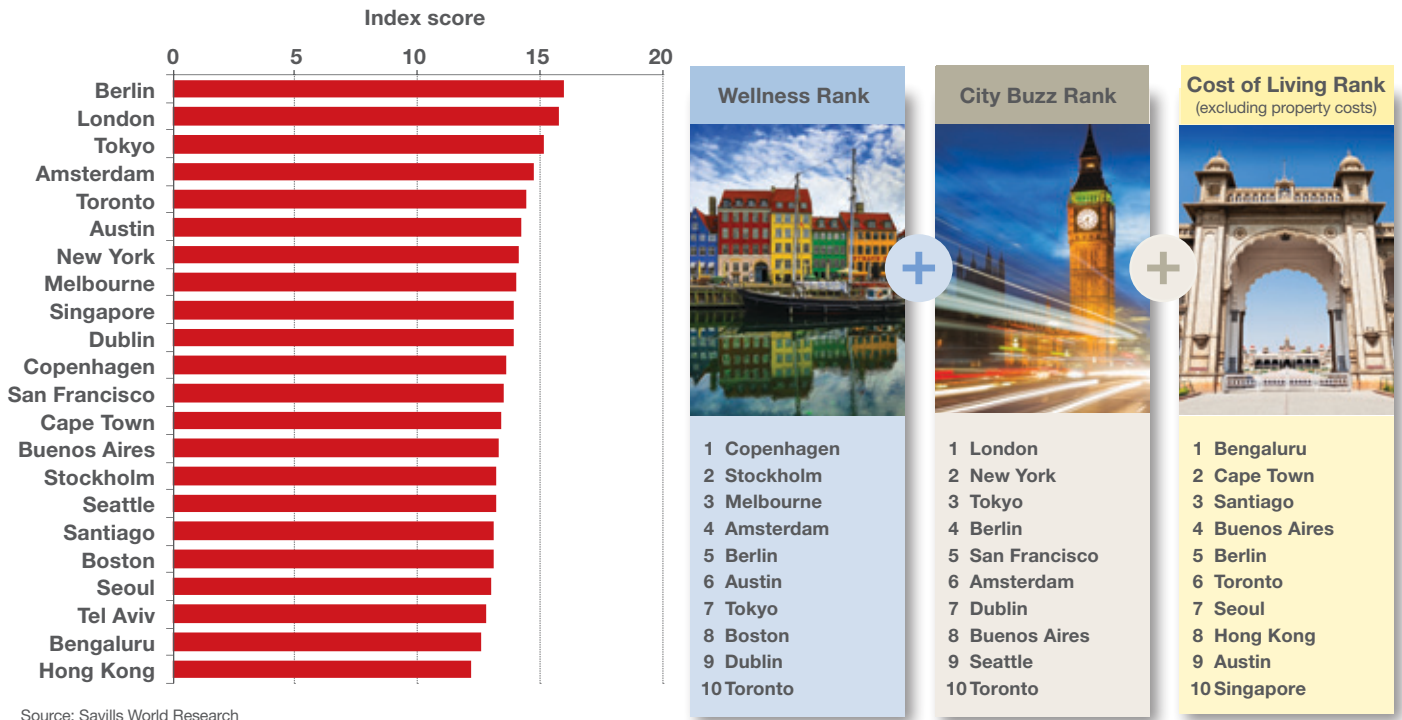 Index score
0 5 10 15 20
Berlin
London
Tokyo
Amsterdam
Toronto
Austin
New York
Melbourne
Singapore
Dublin
Copenhagen
San Francisco
Cape Town
Buenos Aires
Stockholm
Seattle
Santiago
Boston
Seoul
Tel Aviv
Bengaluru
Hong Kong
Source: Savills World Research
Wellness Rank
1 Copenhagen
2 Stockholm
3 Melbourne
4 Amsterdam
5 Berlin
6 Austin
7 Tokyo
8 Boston
9 Dublin
10 Toronto
+
City Buzz Rank
1 London
2 New York
3 Tokyo
4 Berlin
5 San Francisco
6 Amsterdam
7 Dublin
8 Buenos Aires
9 Seattle
10 Toronto
+
Cost of Living Rank
(excluding property costs)
1 Bengaluru
2 Cape Town
3 Santiago
4 Buenos Aires
5 Berlin
6 Toronto
7 Seoul
8 Hong Kong
9 Austin
10 Singapore